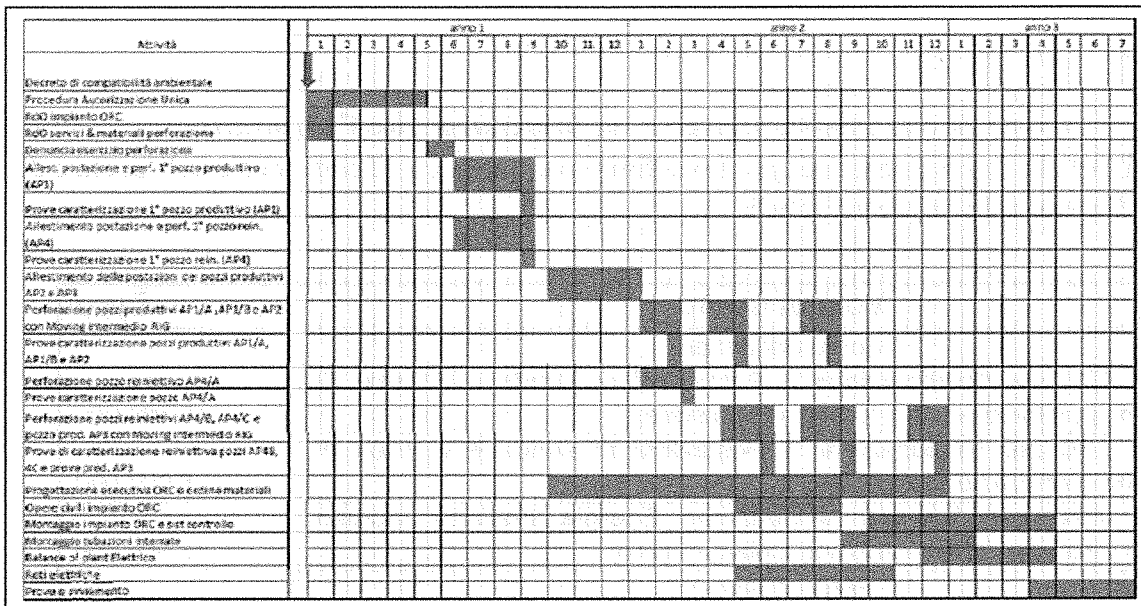 anno 1 anno 2 anno 3
Attività 1 2 3 4 5 6 7 8 9 10 11 12 1 2 3 4 5 6 7 8 9 10 11 12 1 2 3 4 5 6 7
Decreto di compatibilità ambientale
Procedura Autorizzazione Unica
RdO impianto ORC
RdO servizi & materiali perforazione
Denuncia esercizio perforazione
Allest. postazione e perf. 1° pozzo produttivo
(AP1)
Prove caratterizzazione 1° pozzo produttivo (AP1)
Allestimento postazione e perf. 1° pozzo rein.
(AP4)
Prove caratterizzazione 1° pozzo rein. (AP4)
Allestimento delle postazioni dei pozzi produttivi
AP2 e AP3
Perforazione pozzi produttivi AP1/A ,AP1/B e AP2
con Moving intermedio RIG
Prove caratterizzazione pozzi produttivi AP1/A,
AP1/B e AP2
Perforazione pozzo reiniettivo AP4/A
Prove caratterizzazione pozzo AP4/A
Perforazione pozzi reiniettivi AP4/B, AP4/C e
pozzo prod. AP3 con Moving intermedio RIG
Prove di caratterizzazione reiniettiva pozzi AP4B,
4C e prove prod. AP3
Progettazione esecutiva ORC e ordine materiali
Opere civili impianto ORC
Montaggio impianto ORC e sist controllo
Montaggio tubazioni interrate
Balance of plant Elettrico
Reti elettriche
Prove e avviamento